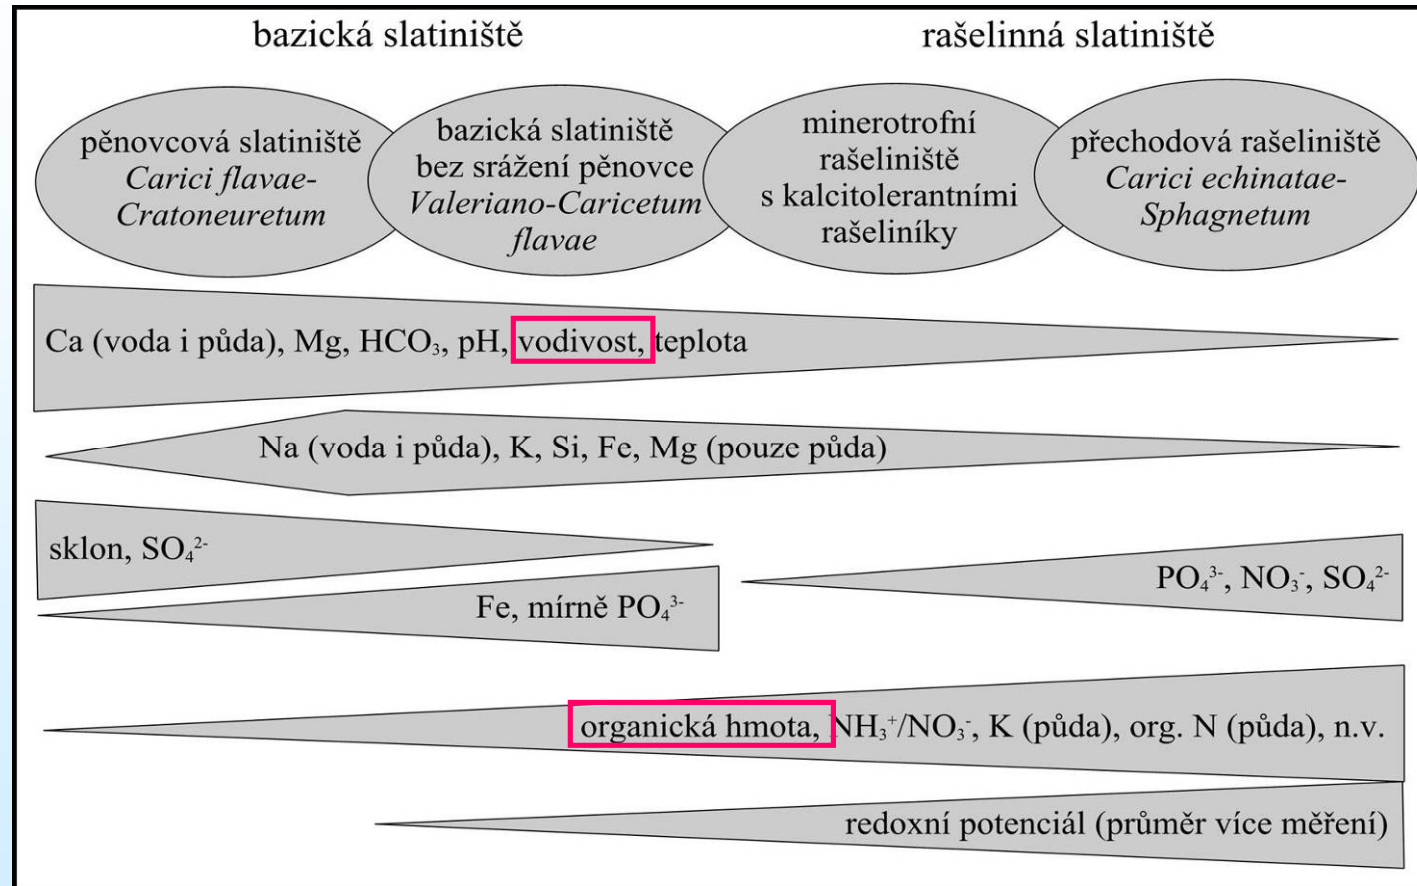 bazická slatiniště
rašelinná slatiniště
pěnovcová slatiniště
Carici flavae-
Cratoneuretum
bazická slatiniště
bez srážení pěnovce
Valeriano-Caricetum
flavae
minerotrofní
rašeliniště
s kalcitolerantními
rašeliníky
přechodová rašeliniště
Carici echinatae-
Sphagnetum
Ca (voda i půda), Mg, HCO₃, pH, vodivost, teplota
Na (voda i půda), K, Si, Fe, Mg (pouze půda)
sklon, SO₄²⁻
Fe, mírně PO₄³⁻
PO₄³⁻, NO₃⁻, SO₄²⁻
organická hmota, NH₃⁺/NO₃⁻, K (půda), org. N (půda), n.v.
redoxní potenciál (průměr více měření)